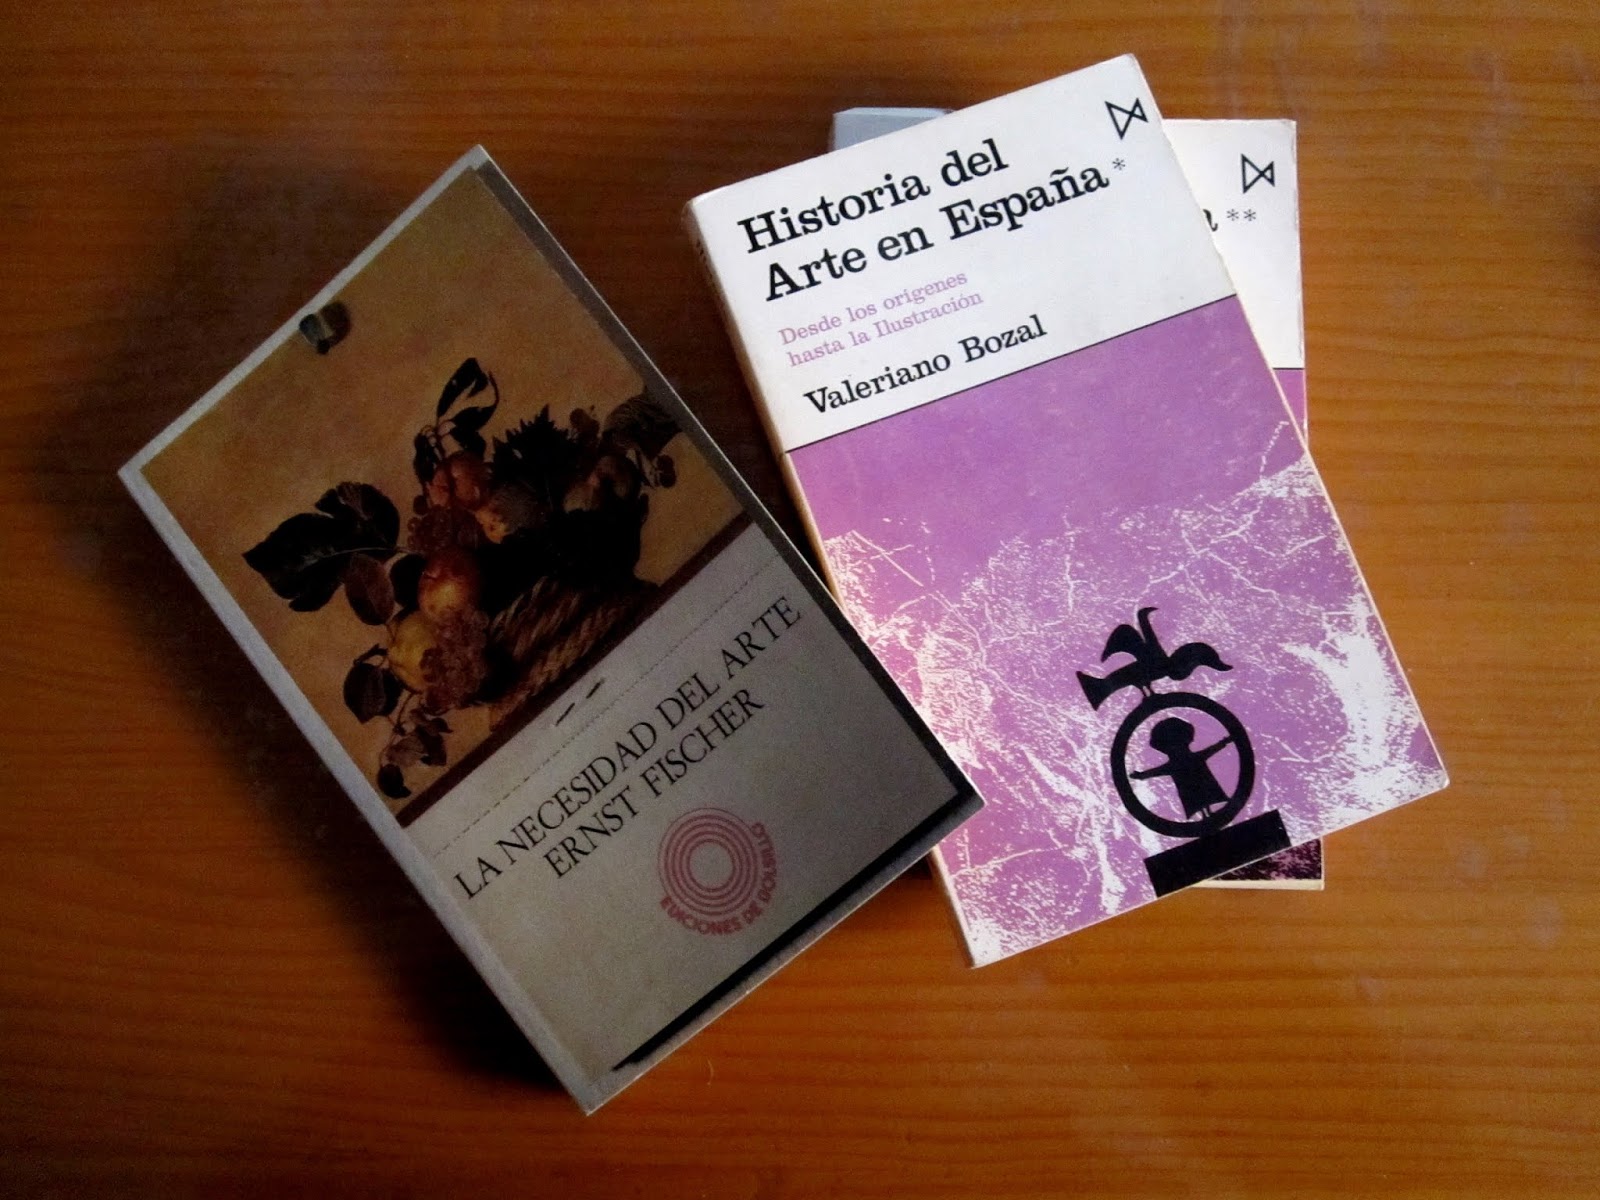 LA NECESIDAD DEL ARTE
ERNST FISCHER
EDICIONES DE BOLSILLO
Historia del
Arte en España*
Desde los orígenes
hasta la Ilustración
Valeriano Bozal
a **